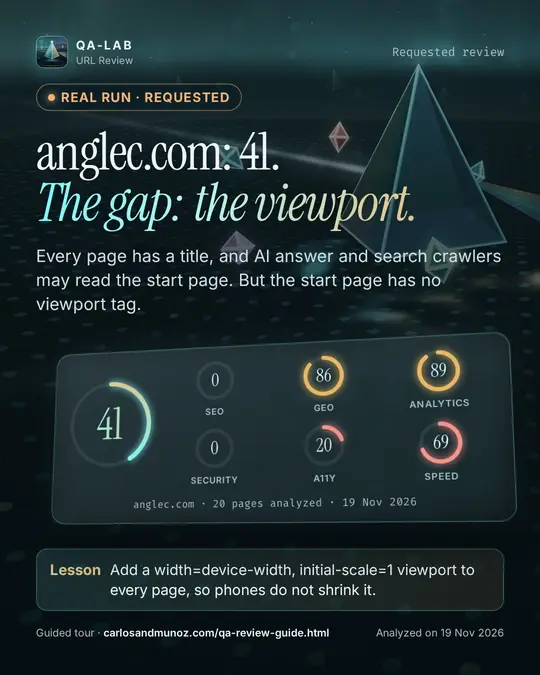 QA-LAB
URL Review
Requested review
REAL RUN · REQUESTED
anglec.com: 41.
The gap: the viewport.
Every page has a title, and AI answer and search crawlers
may read the start page. But the start page has no
viewport tag.
41
0
SEO
86
GEO
89
ANALYTICS
0
SECURITY
20
A11Y
69
SPEED
anglec.com · 20 pages analyzed · 19 Nov 2026
Lesson Add a width=device-width, initial-scale=1 viewport to
every page, so phones do not shrink it.
Guided tour · carlosandmunoz.com/qa-review-guide.html
Analyzed on 19 Nov 2026